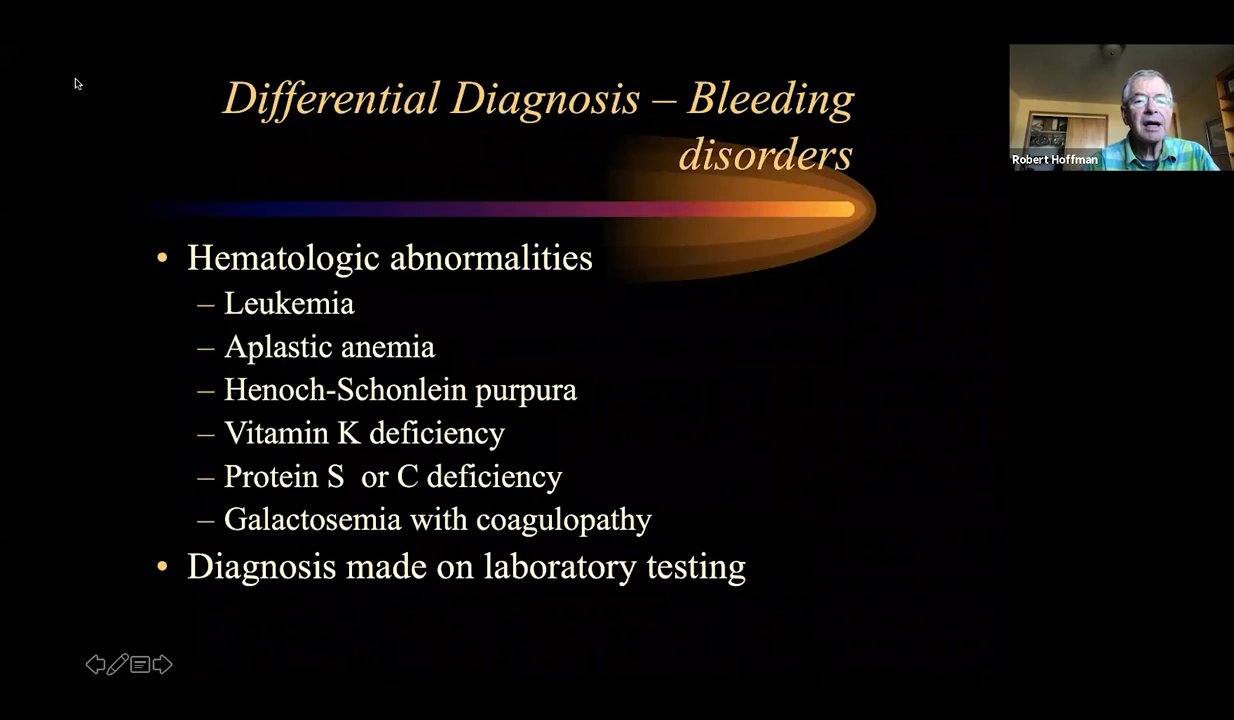 Differential Diagnosis – Bleeding
disorders
Robert Hoffman
• Hematologic abnormalities
– Leukemia
– Aplastic anemia
– Henoch-Schonlein purpura
– Vitamin K deficiency
– Protein S  or C deficiency
– Galactosemia with coagulopathy
• Diagnosis made on laboratory testing